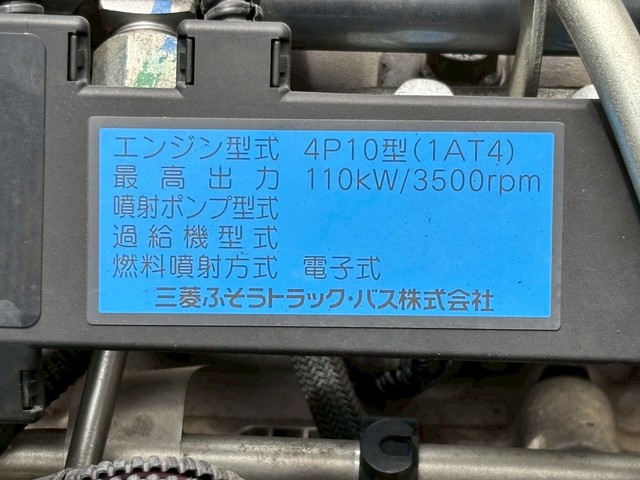 エンジン型式 4P10型(1AT4)
最高出力 110kW/3500rpm
噴射ポンプ型式
過給機型式
燃料噴射方式 電子式
三菱ふそうトラック・バス株式会社